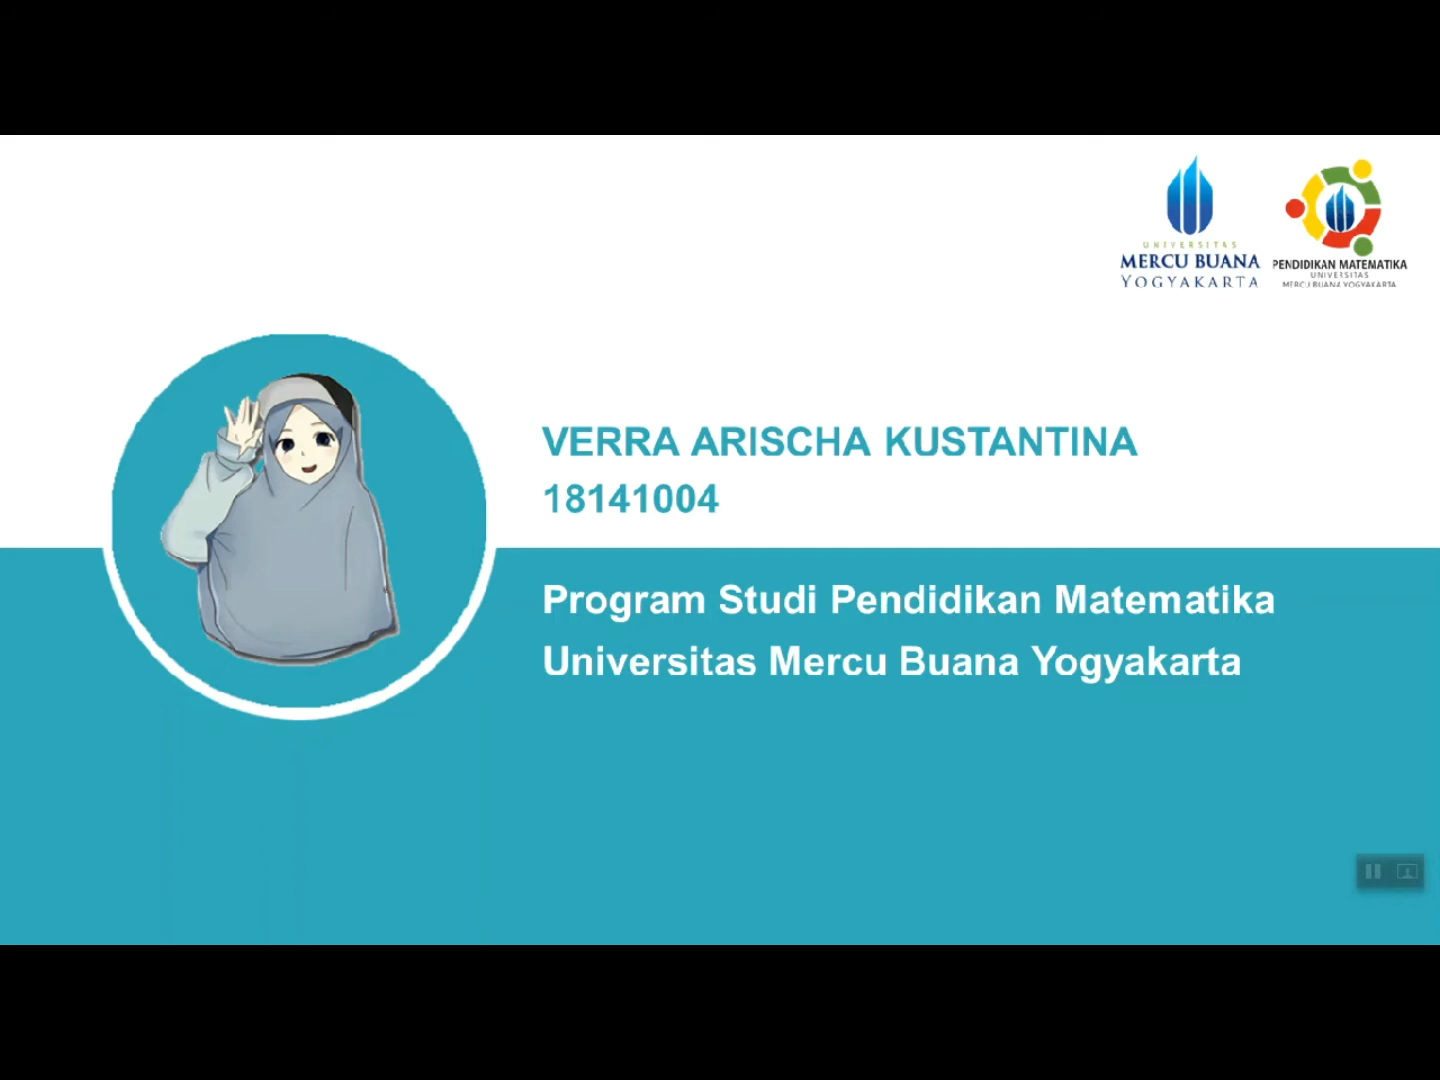 UNIVERSITAS
MERCU BUANA
YOGYAKARTA
PENDIDIKAN MATEMATIKA
UNIVERSITAS
MERCU BUANA YOGYAKARTA
VERRA ARISCHA KUSTANTINA
18141004
Program Studi Pendidikan Matematika
Universitas Mercu Buana Yogyakarta